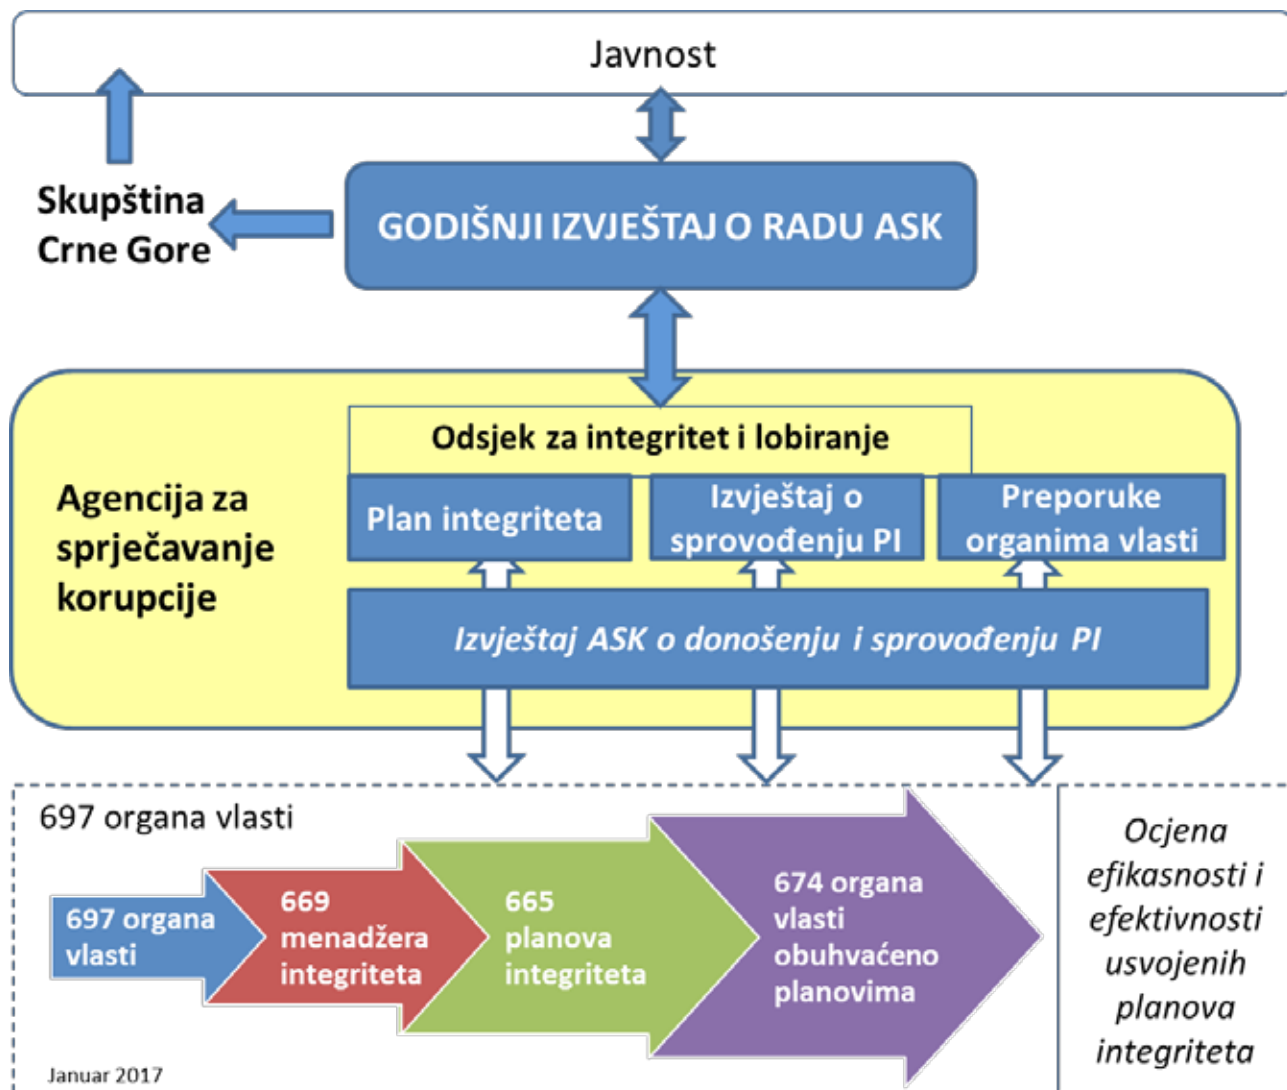 Javnost
Skupština
Crne Gore
GODIŠNJI IZVJEŠTAJ O RADU ASK
Agencija za
sprječavanje
korupcije
Odsjek za integritet i lobiranje
Plan integriteta
Izvještaj o
sprovođenju PI
Preporuke
organima vlasti
Izvještaj ASK o donošenju i sprovođenju PI
697 organa vlasti
697 organa
vlasti
669
menadžera
integriteta
665
planova
integriteta
674 organa
vlasti
obuhvaćeno
planovima
Ocjena
efikasnosti i
efektivnosti
usvojenih
planova
integriteta
Januar 2017